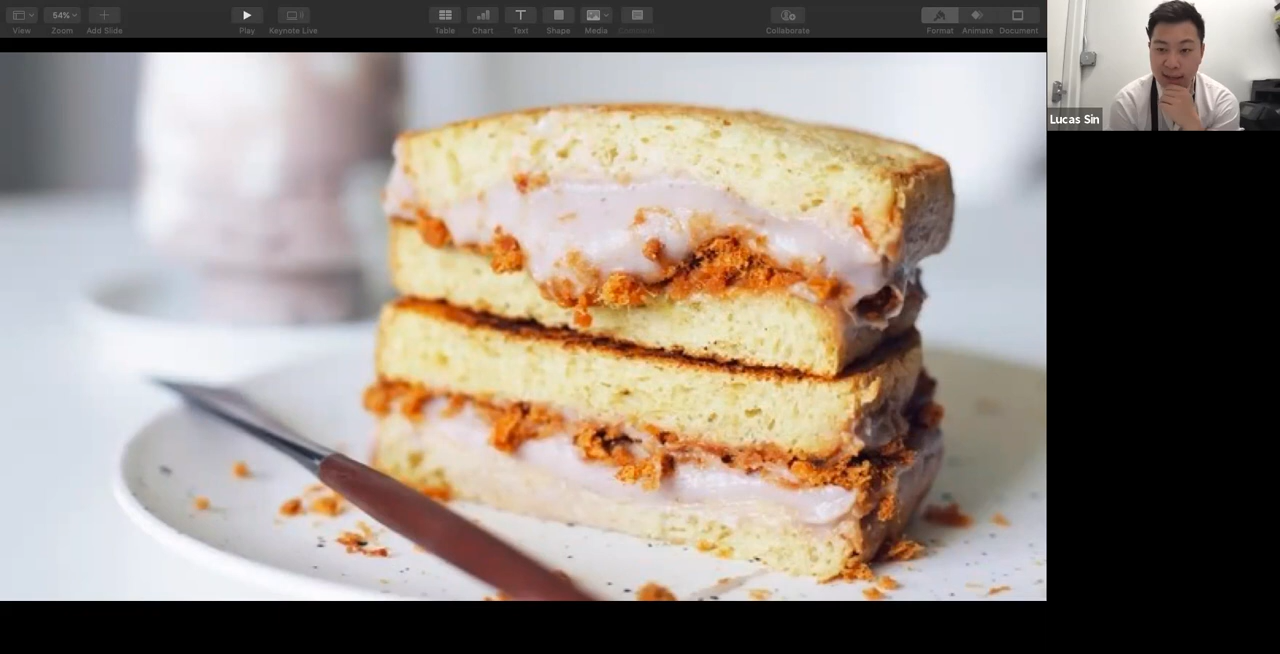 54%
View
Zoom
Add Slide
Play
Keynote Live
Table
Chart
Text
Shape
Media
Comment
Collaborate
Format
Animate
Document
Lucas Sin